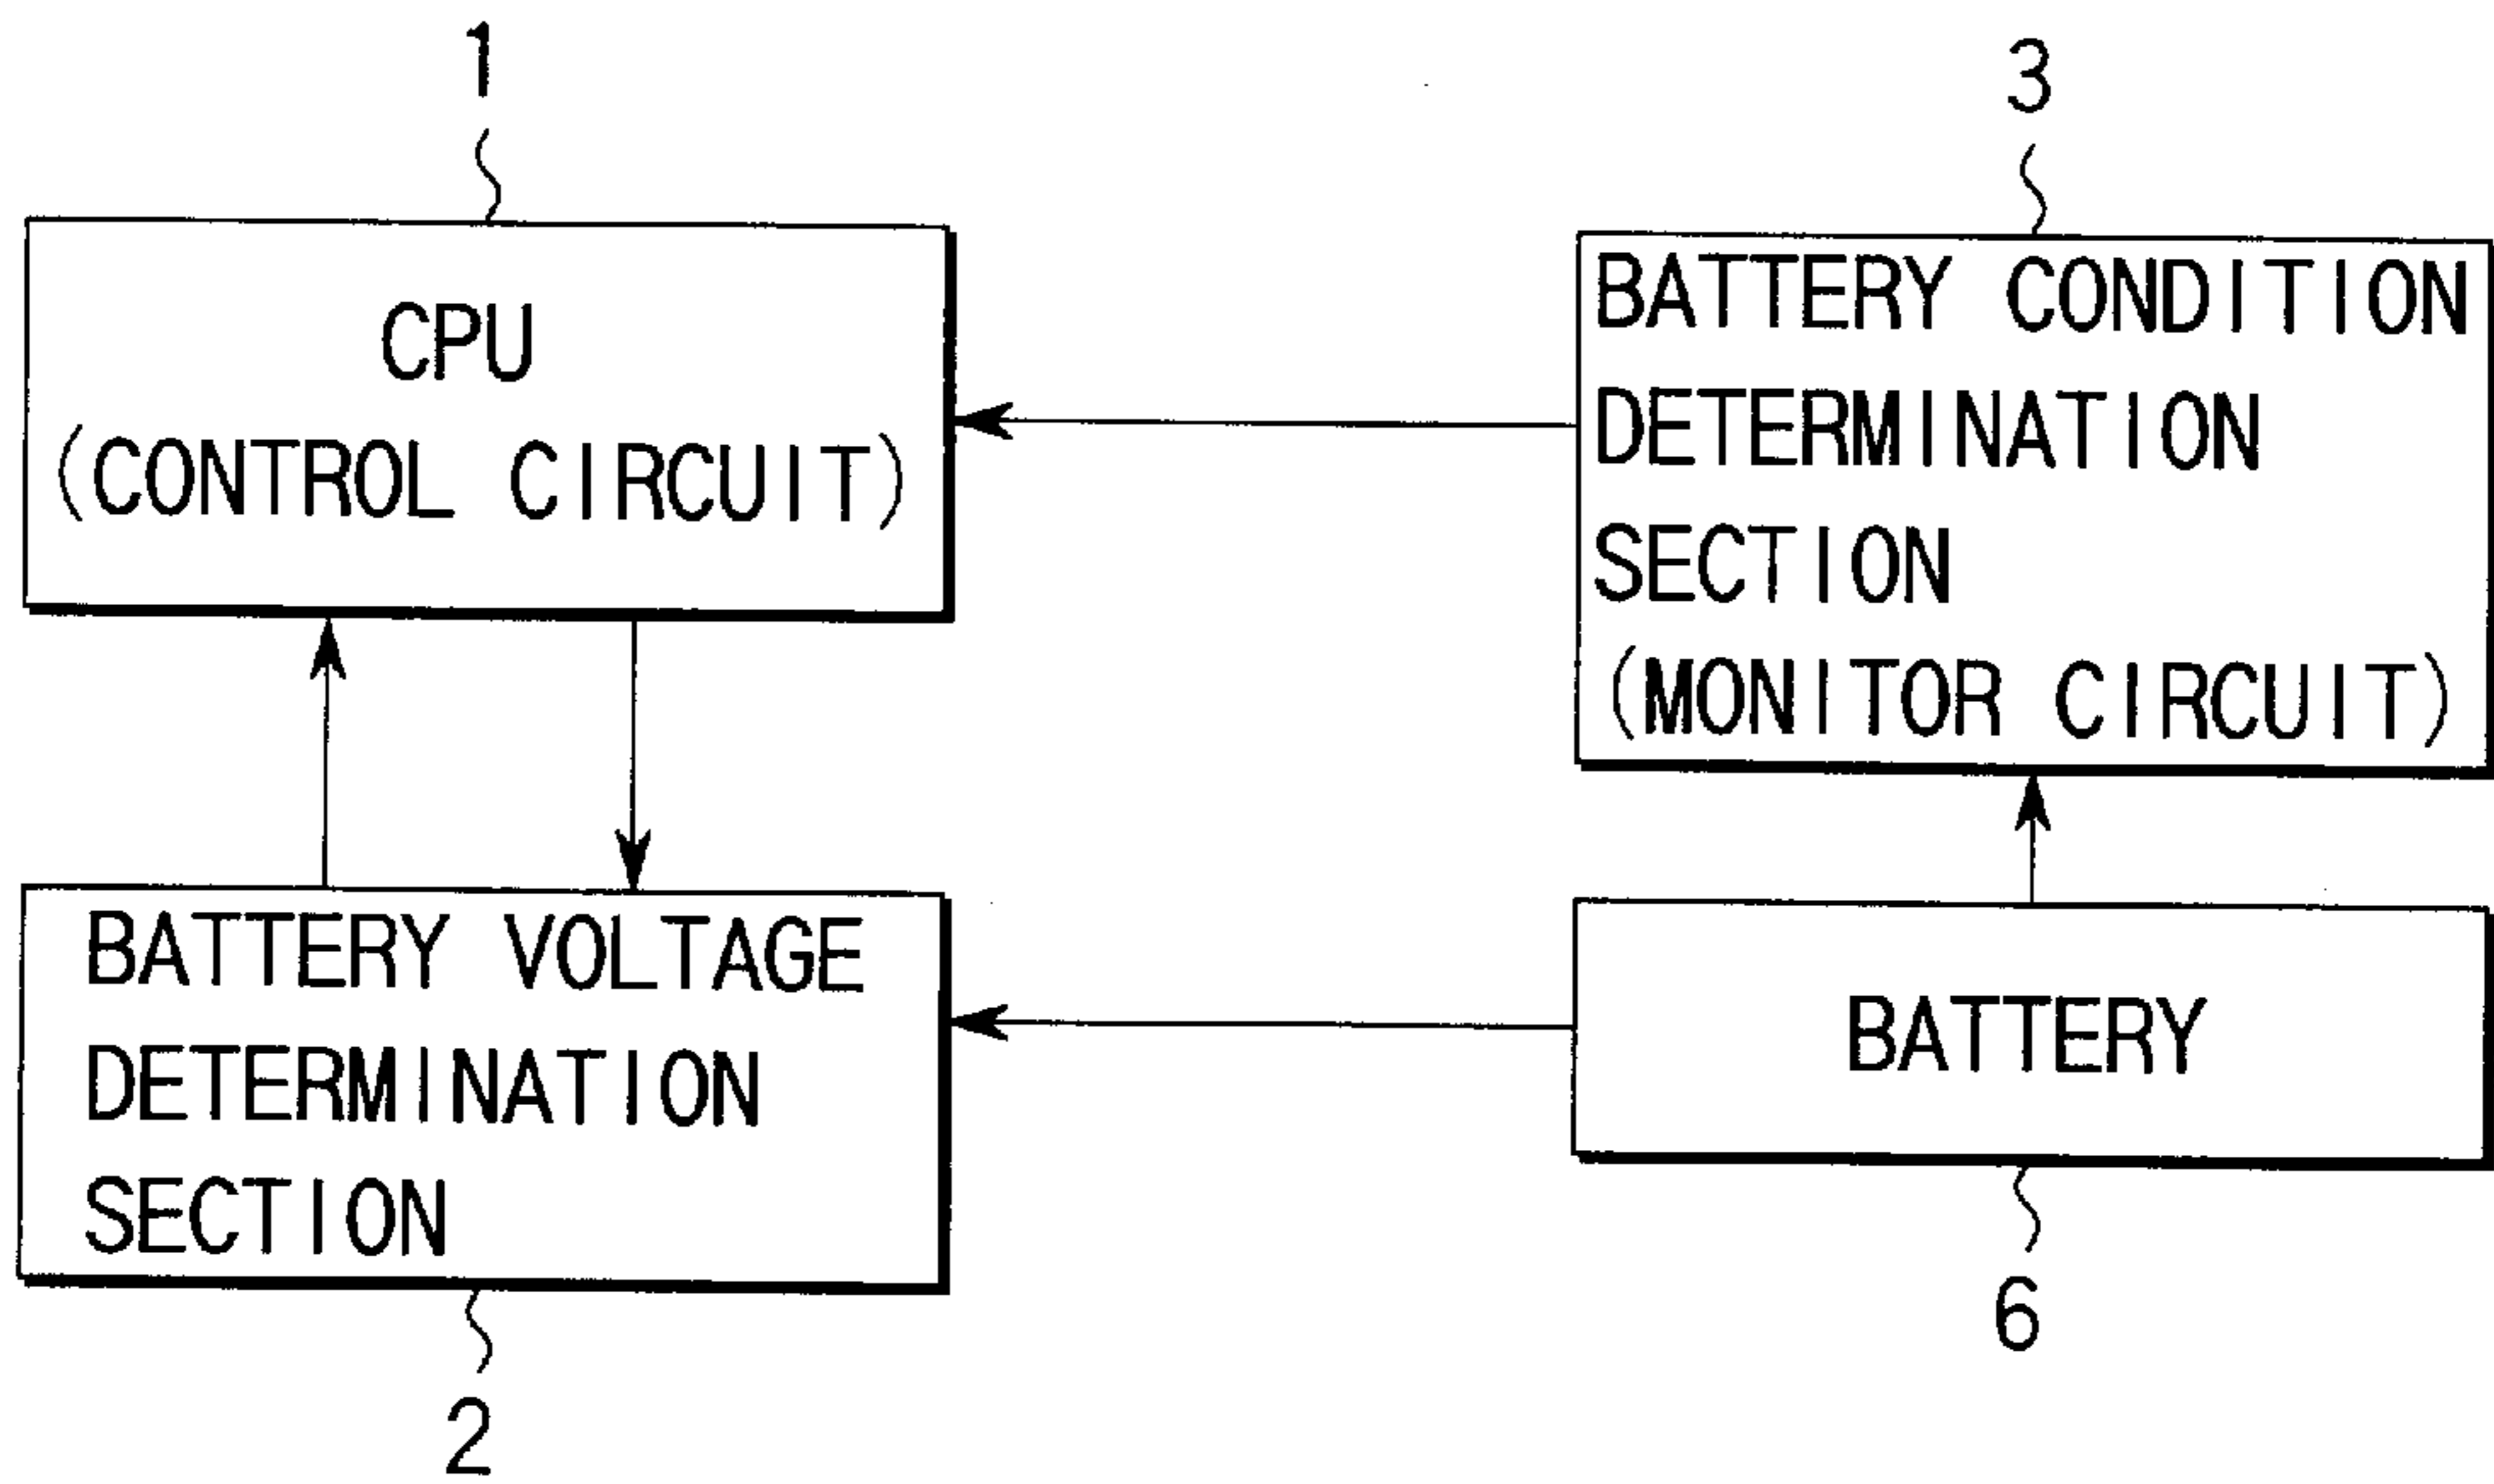 1
3
CPU
(CONTROL CIRCUIT)
BATTERY CONDITION
DETERMINATION
SECTION
(MONITOR CIRCUIT)
BATTERY VOLTAGE
DETERMINATION
SECTION
BATTERY
2
6